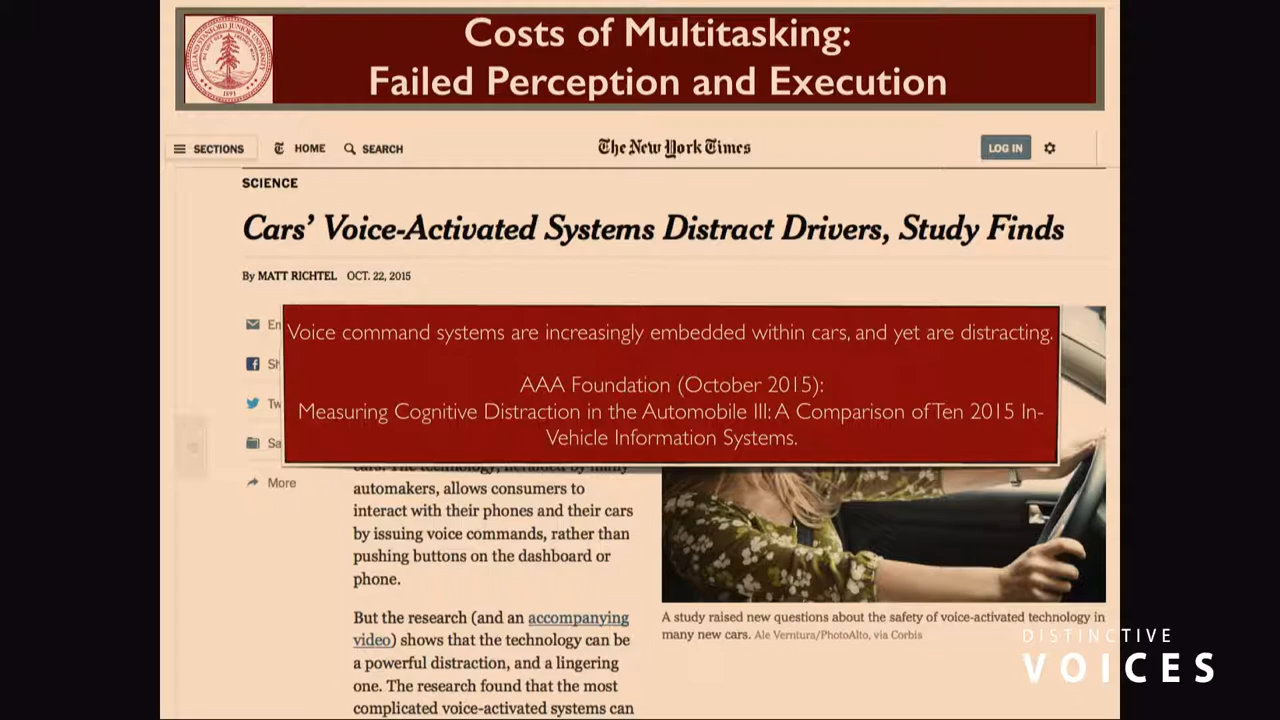 Costs of Multitasking:
Failed Perception and Execution
SECTIONS HOME SEARCH The New York Times LOG IN
SCIENCE
Cars' Voice-Activated Systems Distract Drivers, Study Finds
By MATT RICHTEL OCT. 22, 2015
Voice command systems are increasingly embedded within cars, and yet are distracting.
AAA Foundation (October 2015):
Measuring Cognitive Distraction in the Automobile III: A Comparison of Ten 2015 In-
Vehicle Information Systems.
More
cars. The technology, heralded by many
automakers, allows consumers to
interact with their phones and their cars
by issuing voice commands, rather than
pushing buttons on the dashboard or
phone.
But the research (and an accompanying
video) shows that the technology can be
a powerful distraction, and a lingering
one. The research found that the most
complicated voice-activated systems can
A study raised new questions about the safety of voice-activated technology in
many new cars. Ale Verntura/PhotoAlto, via Corbis
DISTINCTIVE
VOICES